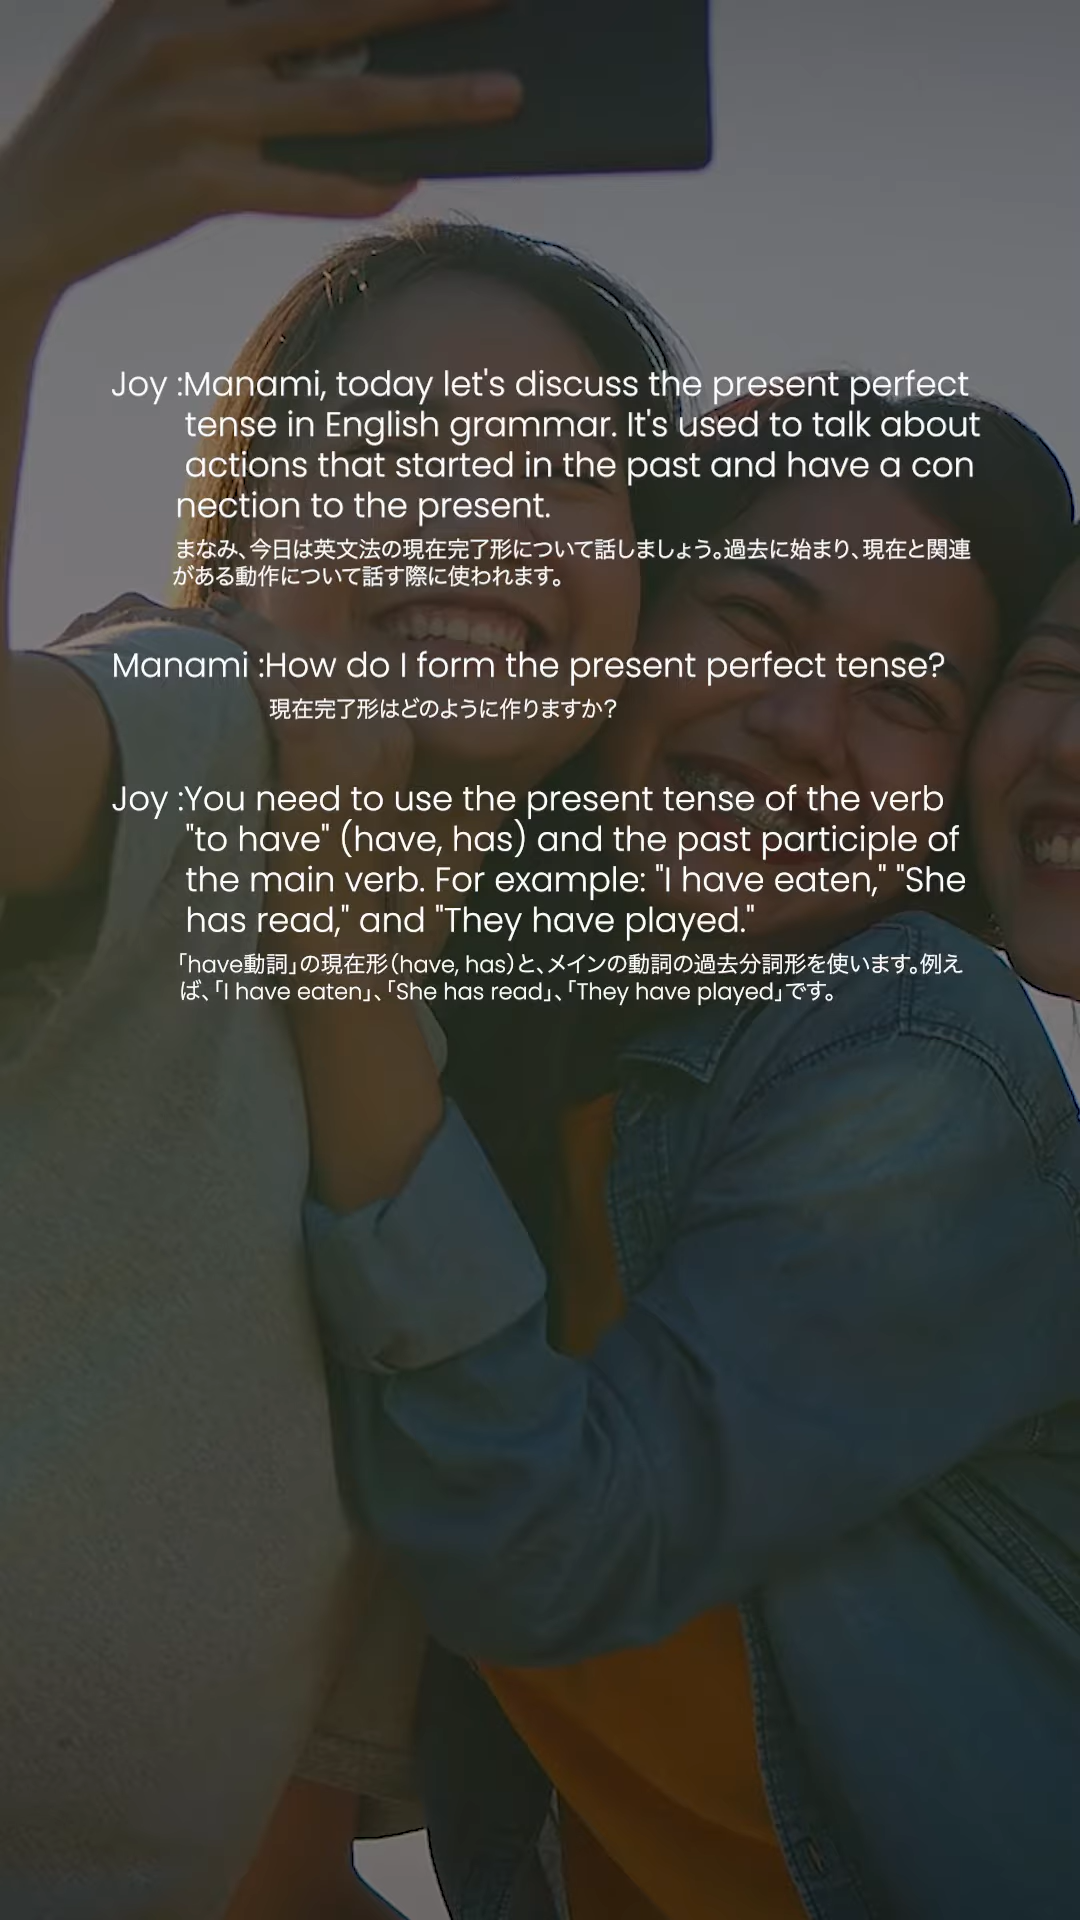 Joy :Manami, today let's discuss the present perfect
tense in English grammar. It's used to talk about
actions that started in the past and have a con
nection to the present.
まなみ、今日は英文法の現在完了形について話しましょう。過去に始まり、現在と関連
がある動作について話す際に使われます。
Manami :How do I form the present perfect tense?
現在完了形はどのように作りますか？
Joy :You need to use the present tense of the verb
"to have" (have, has) and the past participle of
the main verb. For example: "I have eaten," "She
has read," and "They have played."
「have動詞」の現在形（have, has）と、メインの動詞の過去分詞形を使います。例え
ば、「I have eaten」、「She has read」、「They have played」です。